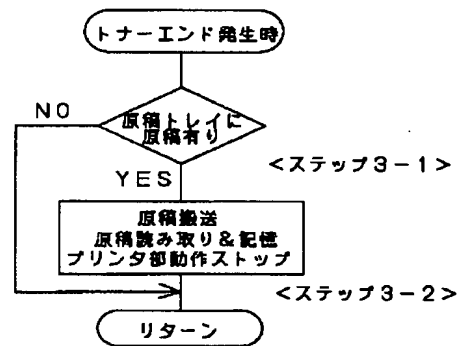 トナーエンド発生時
NO
原稿トレイに
原稿有り
<ステップ3-1>
YES
原稿搬送
原稿読み取り&記憶
プリンタ部動作ストップ
<ステップ3-2>
リターン